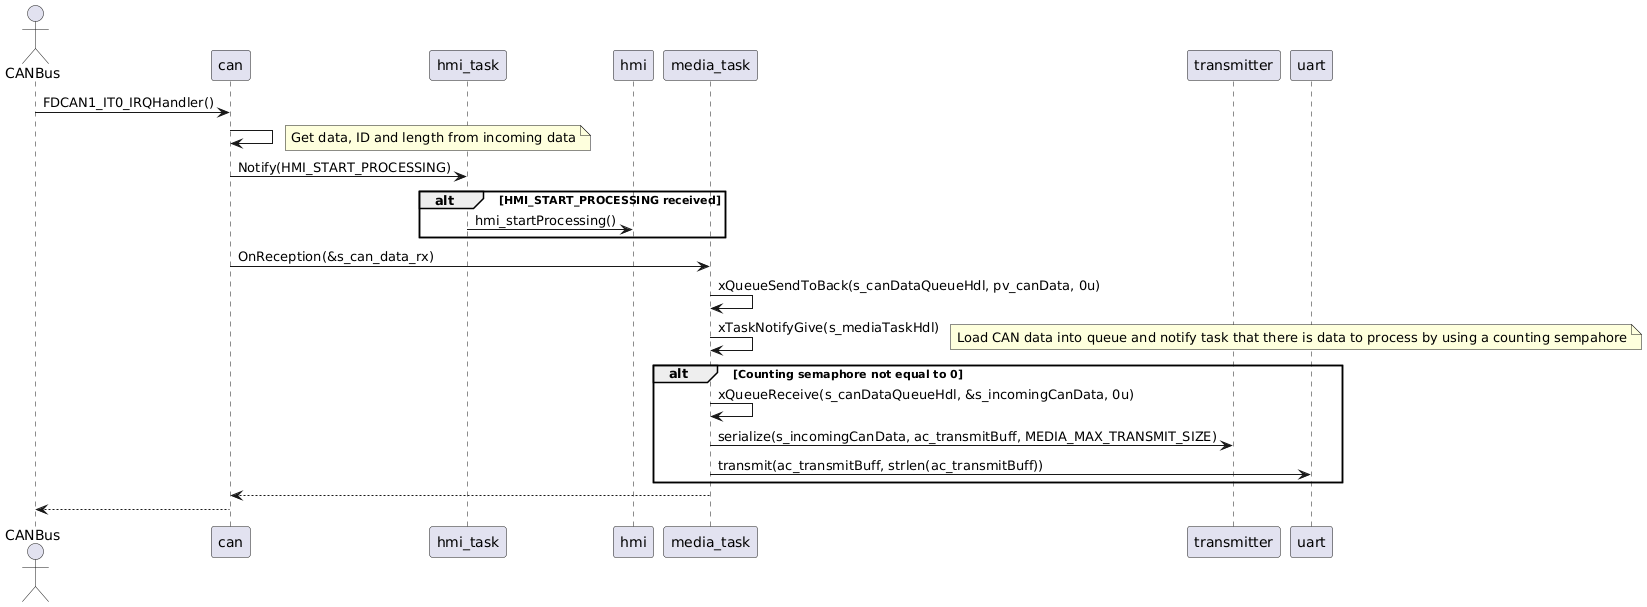 CANBus
can
hmi_task
hmi
media_task
transmitter
uart
FDCAN1_IT0_IRQHandler()
Get data, ID and length from incoming data
Notify(HMI_START_PROCESSING)
alt
[HMI_START_PROCESSING received]
hmi_startProcessing()
OnReception(&s_can_data_rx)
xQueueSendToBack(s_canDataQueueHdl, pv_canData, 0u)
xTaskNotifyGive(s_mediaTaskHdl)
Load CAN data into queue and notify task that there is data to process by using a counting sempahore
alt
[Counting semaphore not equal to 0]
xQueueReceive(s_canDataQueueHdl, &s_incomingCanData, 0u)
serialize(s_incomingCanData, ac_transmitBuff, MEDIA_MAX_TRANSMIT_SIZE)
transmit(ac_transmitBuff, strlen(ac_transmitBuff))
CANBus
can
hmi_task
hmi
media_task
transmitter
uart